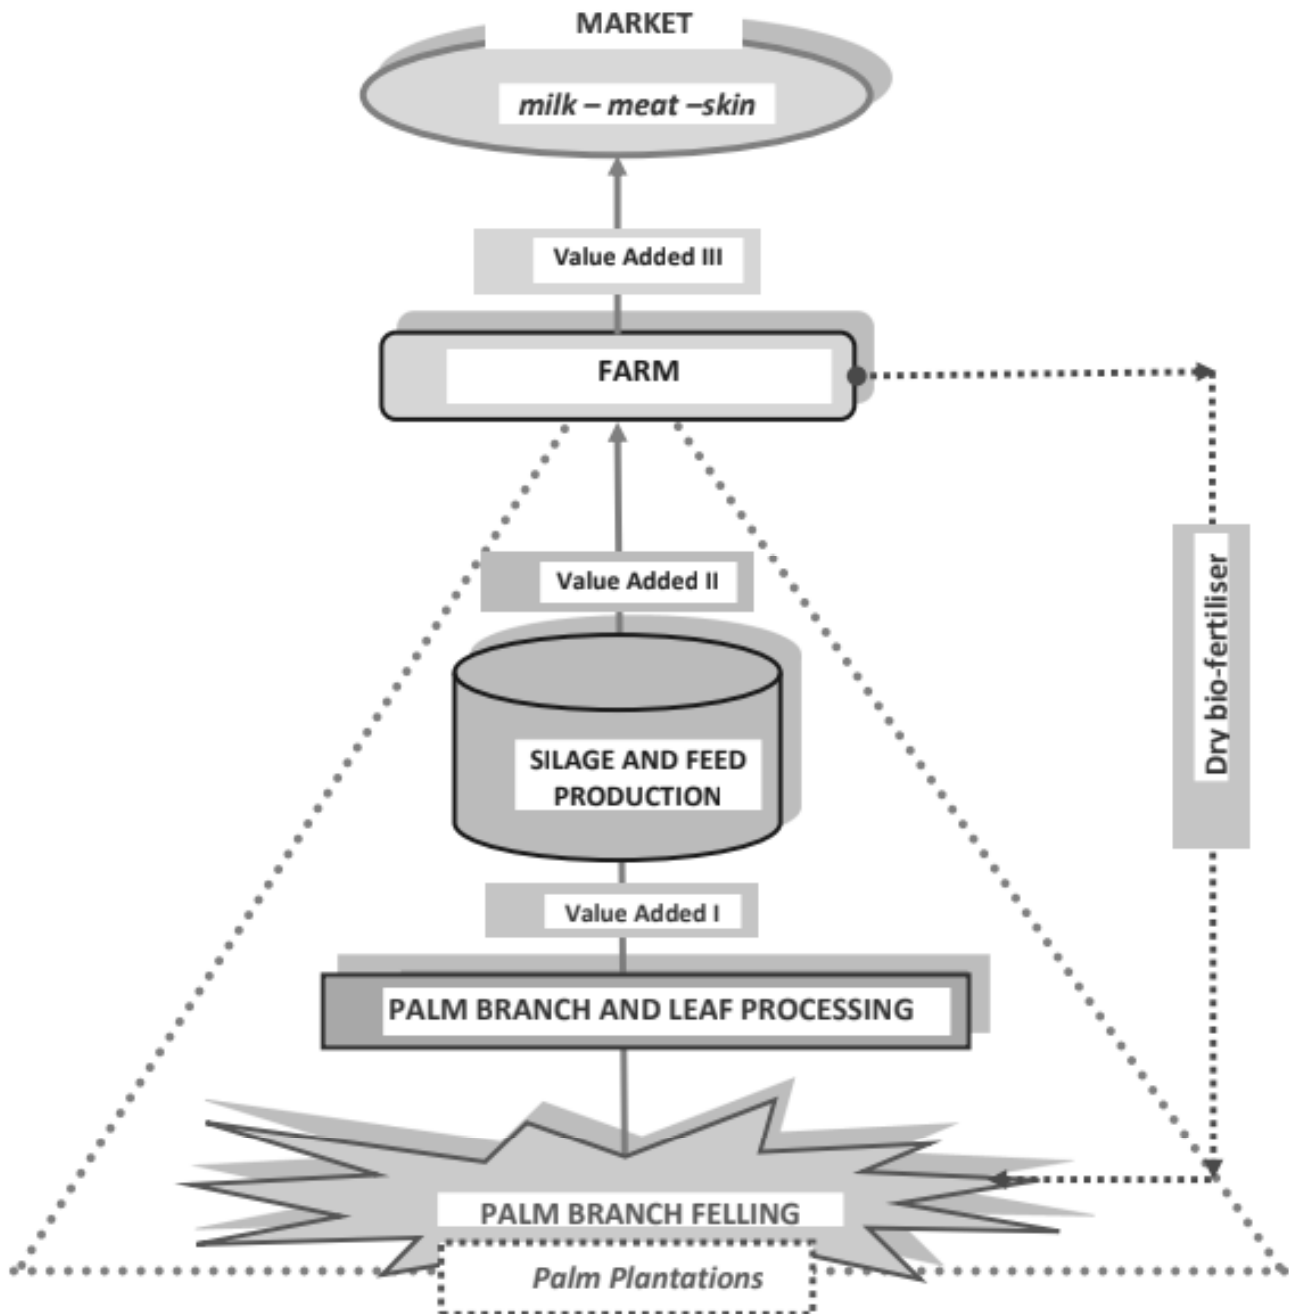 MARKET
milk – meat –skin
Value Added III
FARM
Value Added II
Dry bio-fertiliser
SILAGE AND FEED
PRODUCTION
Value Added I
PALM BRANCH AND LEAF PROCESSING
PALM BRANCH FELLING
Palm Plantations